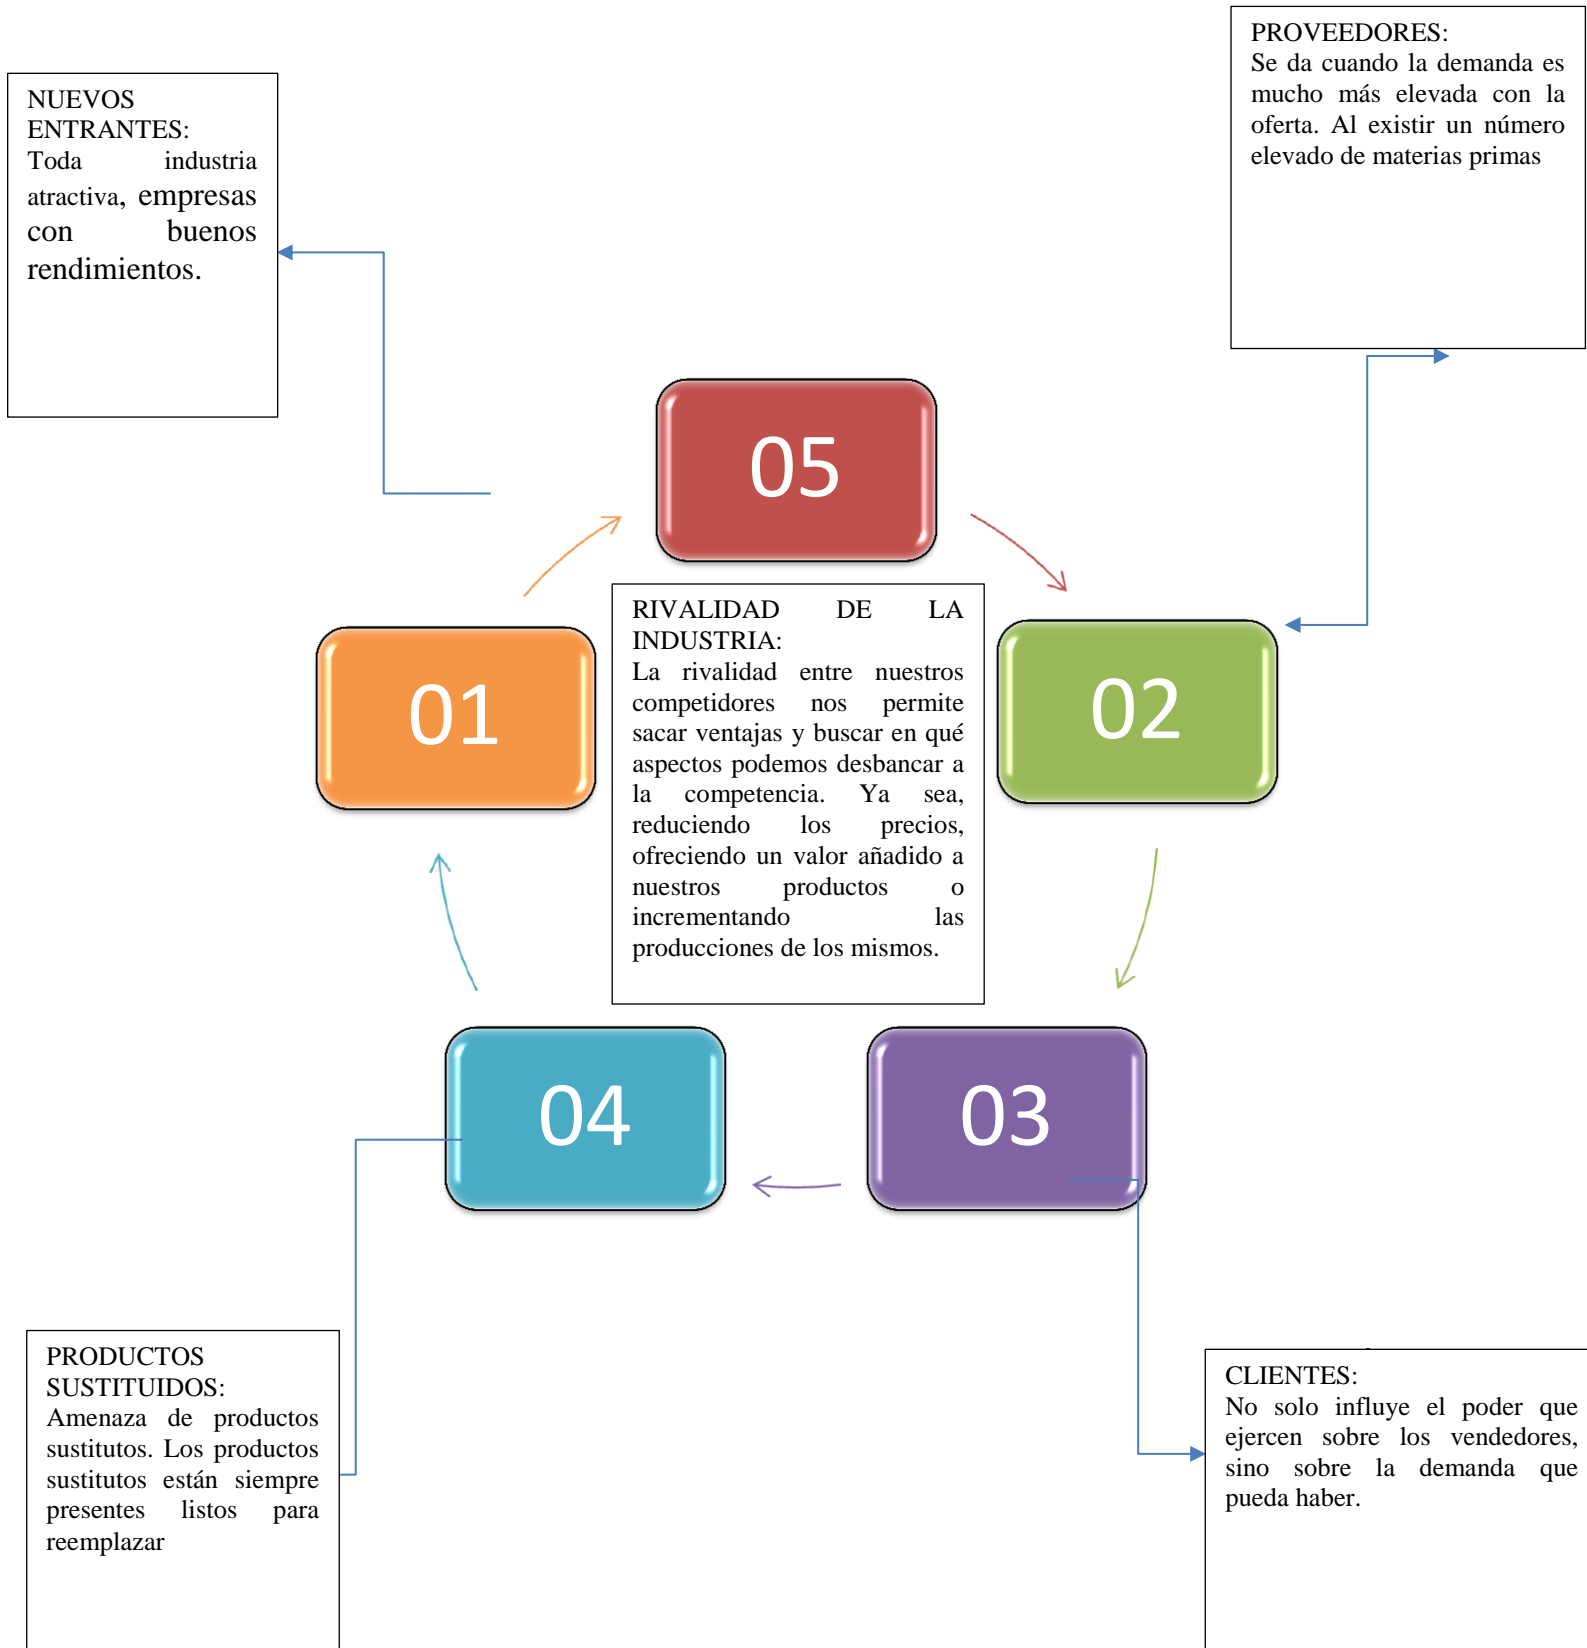 PROVEEDORES:
Se da cuando la demanda es
mucho más elevada con la
oferta. Al existir un número
elevado de materias primas
NUEVOS
ENTRANTES:
Toda industria
atractiva, empresas
con buenos
rendimientos.
05
01
02
RIVALIDAD DE LA
INDUSTRIA:
La rivalidad entre nuestros
competidores nos permite
sacar ventajas y buscar en qué
aspectos podemos desbancar a
la competencia. Ya sea,
reduciendo los precios,
ofreciendo un valor añadido a
nuestros productos o
incrementando las
producciones de los mismos.
04
03
PRODUCTOS
SUSTITUIDOS:
Amenaza de productos
sustitutos. Los productos
sustitutos están siempre
presentes listos para
reemplazar
CLIENTES:
No solo influye el poder que
ejercen sobre los vendedores,
sino sobre la demanda que
pueda haber.